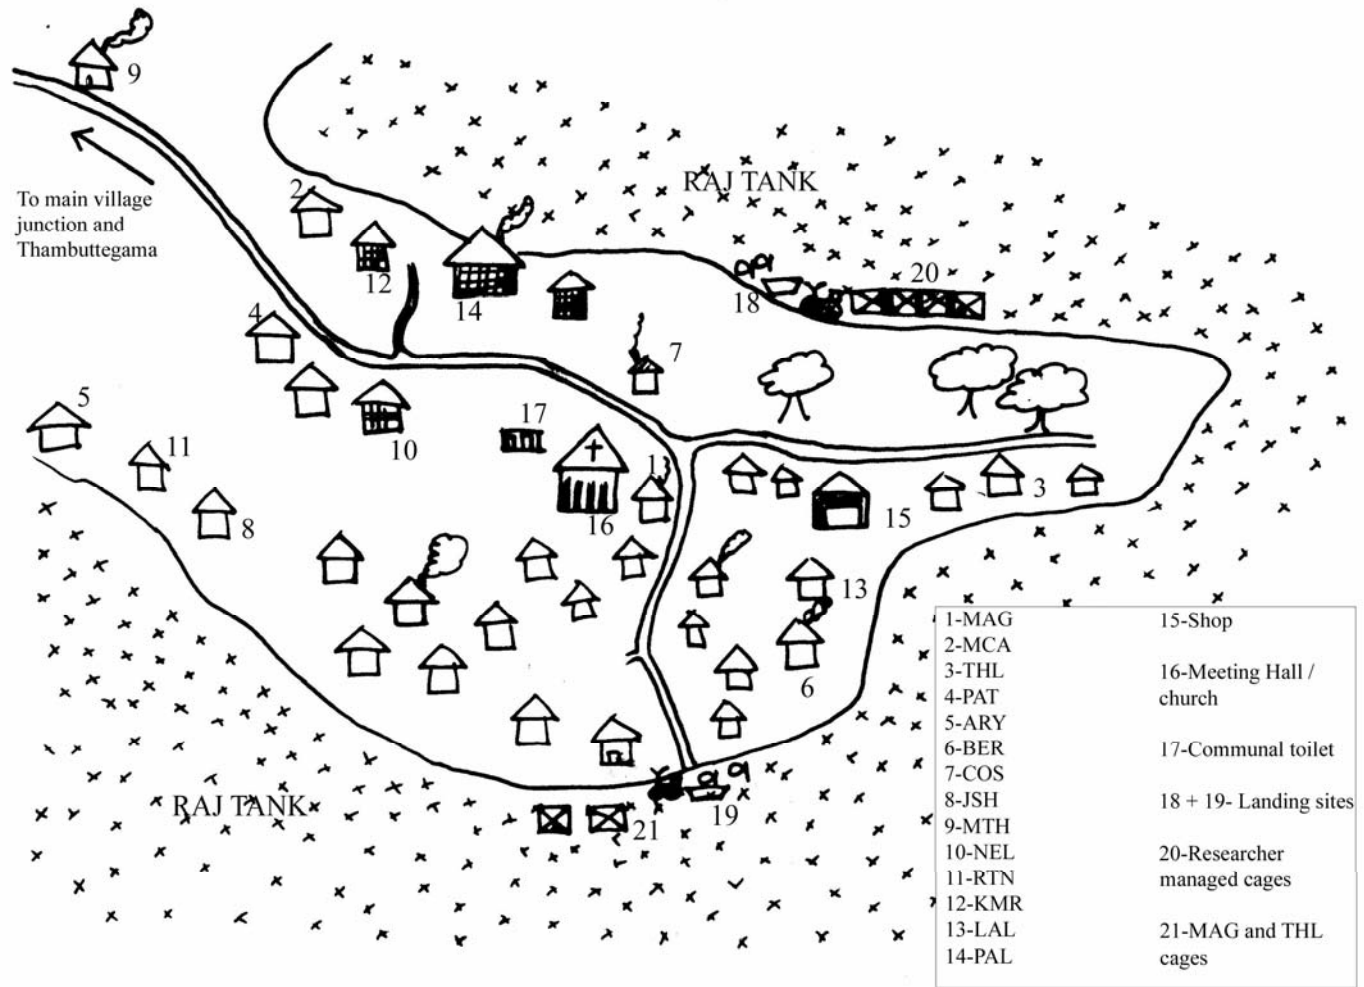 9
To main village
junction and
Thambuttegama
2
RAJ TANK
12
14
18
20
4
7
5
11
10
17
1
16
15
3
8
13
6
RAJ TANK
21
19
1-MAG
2-MCA
3-THL
4-PAT
5-ARY
6-BER
7-COS
8-JSH
9-MTH
10-NEL
11-RTN
12-KMR
13-LAL
14-PAL
15-Shop
16-Meeting Hall /
church
17-Communal toilet
18 + 19- Landing sites
20-Researcher
managed cages
21-MAG and THL
cages